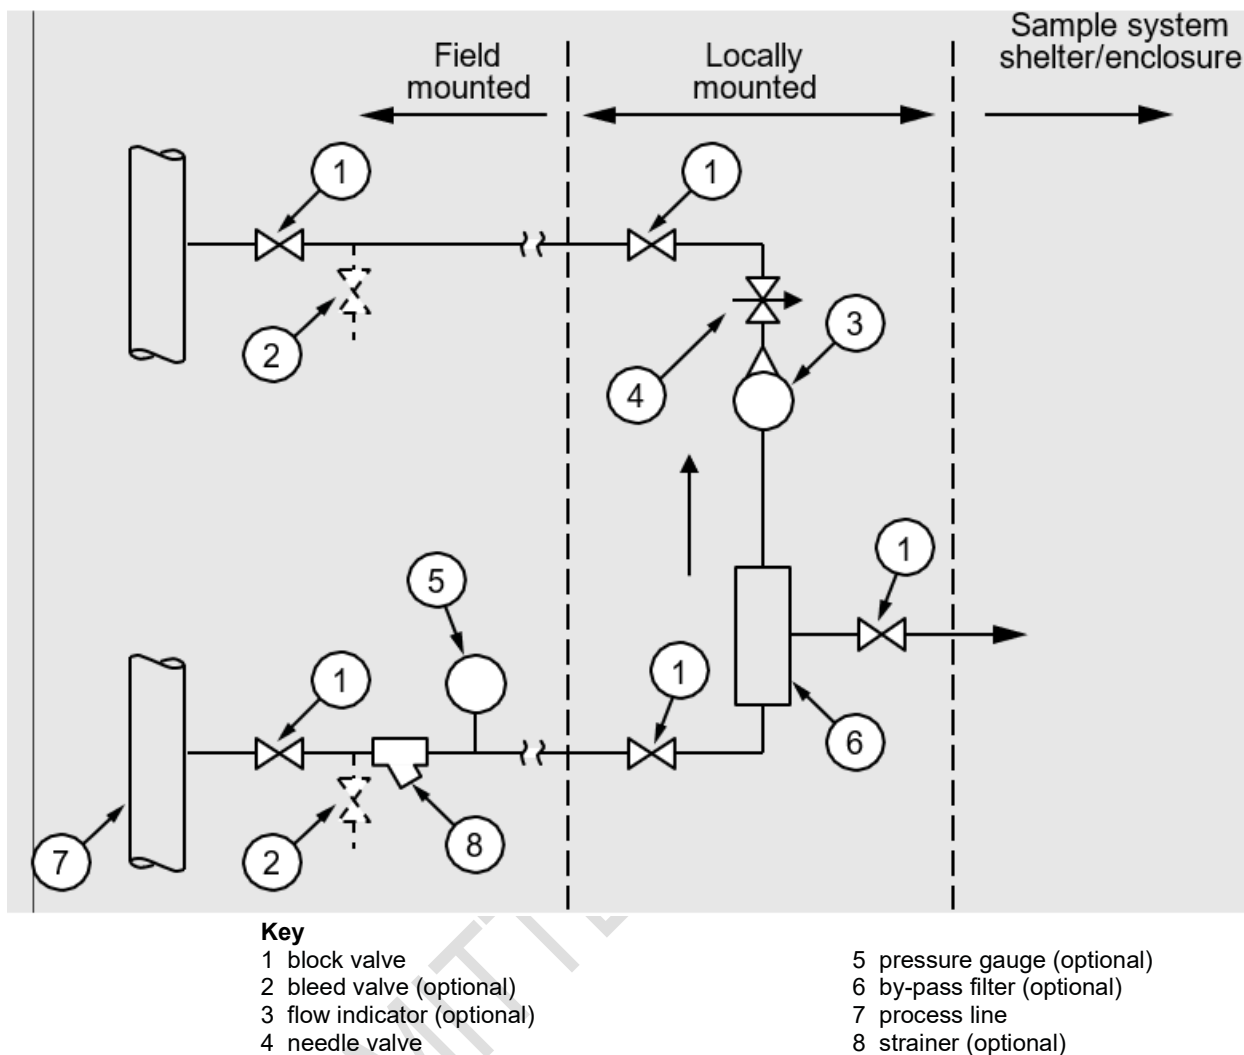 Sample system
shelter/enclosure
Field
mounted
Locally
mounted
1
1
2
4
3
5
1
1
1
7
2
8
6
Key
1 block valve
2 bleed valve (optional)
3 flow indicator (optional)
4 needle valve
5 pressure gauge (optional)
6 by-pass filter (optional)
7 process line
8 strainer (optional)